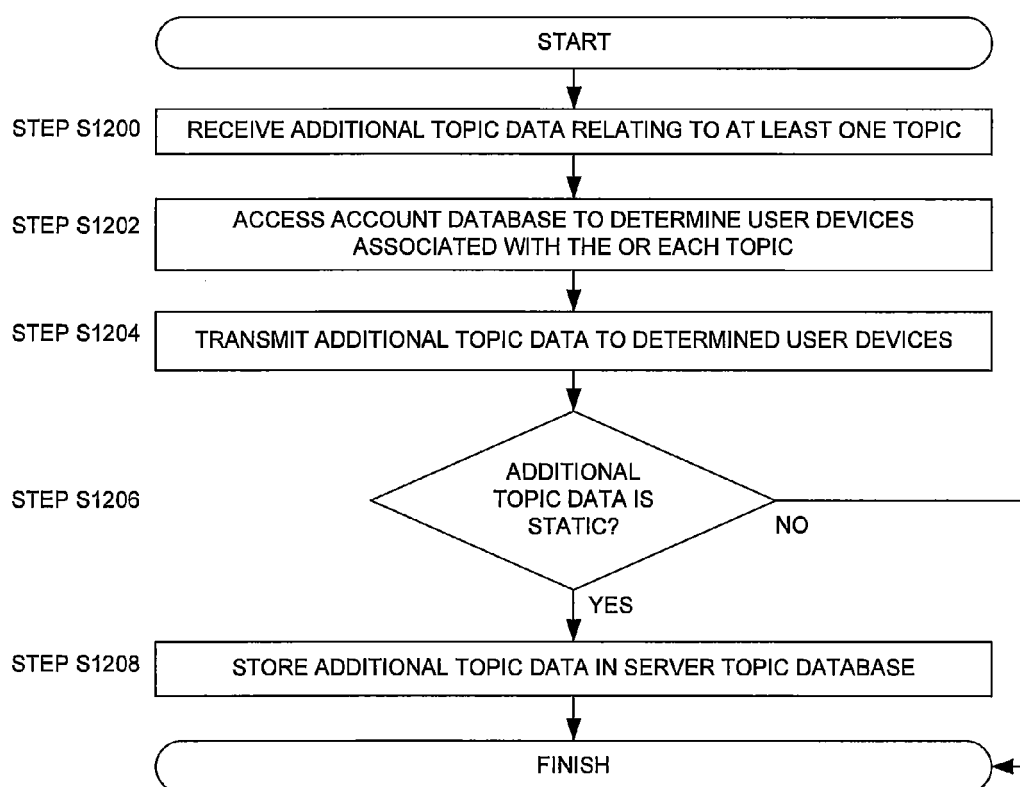 START
STEP S1200
RECEIVE ADDITIONAL TOPIC DATA RELATING TO AT LEAST ONE TOPIC
STEP S1202
ACCESS ACCOUNT DATABASE TO DETERMINE USER DEVICES
ASSOCIATED WITH THE OR EACH TOPIC
STEP S1204
TRANSMIT ADDITIONAL TOPIC DATA TO DETERMINED USER DEVICES
STEP S1206
ADDITIONAL
TOPIC DATA IS
STATIC?
NO
YES
STEP S1208
STORE ADDITIONAL TOPIC DATA IN SERVER TOPIC DATABASE
FINISH